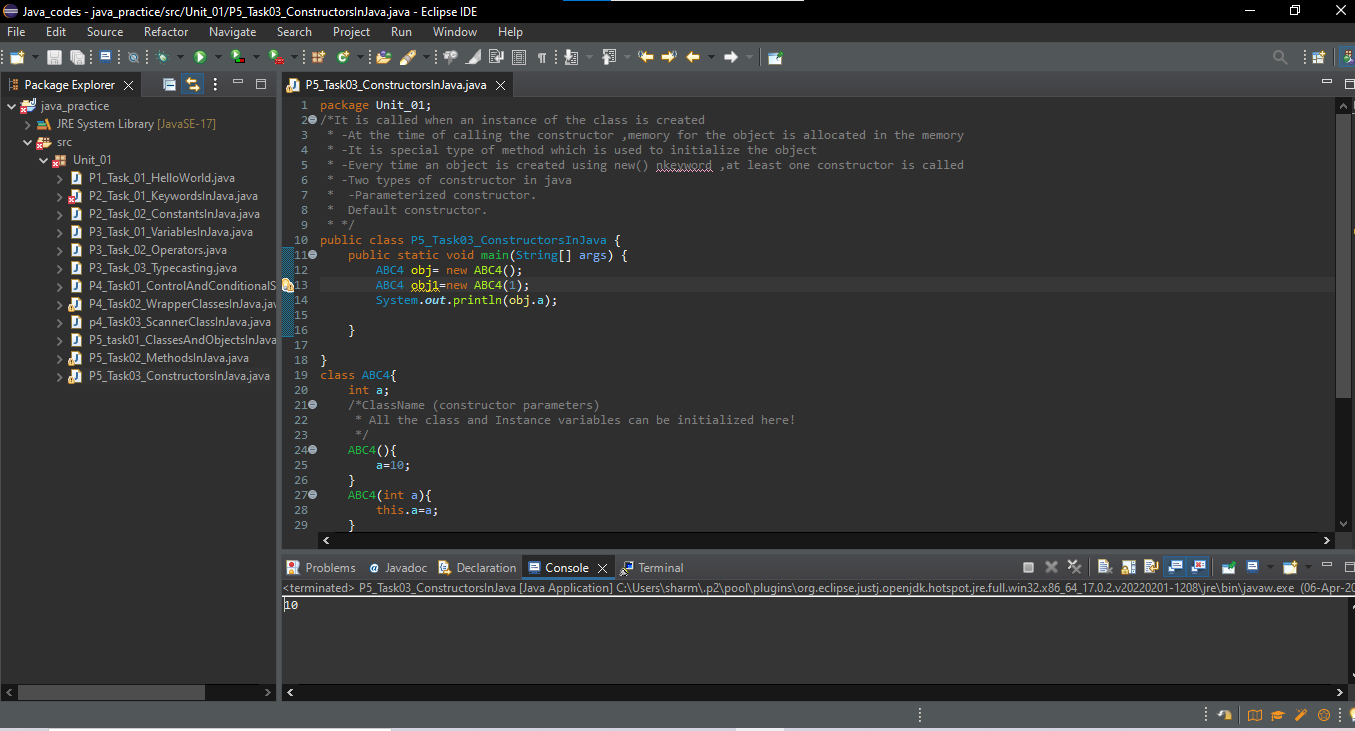 Java_codes - java_practice/src/Unit_01/P5_Task03_ConstructorsInJava.java - Eclipse IDE
File Edit Source Refactor Navigate Search Project Run Window Help
Package Explorer
java_practice
JRE System Library [JavaSE-17]
src
Unit_01
P1_Task_01_HelloWorld.java
P2_Task_01_KeywordsInJava.java
P2_Task_02_ConstantsInJava.java
P3_Task_01_VariablesInJava.java
P3_Task_02_Operators.java
P3_Task_03_Typecasting.java
P4_Task01_ControlAndConditionalS
P4_Task02_WrapperClassesInJava.jav
p4_Task03_ScannerClassInJava.java
P5_task01_ClassesAndObjectsInJava
P5_Task02_MethodsInJava.java
P5_Task03_ConstructorsInJava.java
P5_Task03_ConstructorsInJava.java
1 package Unit_01;
2 /*It is called when an instance of the class is created
3  * -At the time of calling the constructor ,memory for the object is allocated in the memory
4  * -It is special type of method which is used to initialize the object
5  * -Every time an object is created using new() nkeyword ,at least one constructor is called
6  * -Two types of constructor in java
7  *  -Parameterized constructor.
8  *  Default constructor.
9  * */
10 public class P5_Task03_ConstructorsInJava {
11     public static void main(String[] args) {
12         ABC4 obj= new ABC4();
13         ABC4 obj1=new ABC4(1);
14         System.out.println(obj.a);
15
16     }
17
18 }
19 class ABC4{
20     int a;
21     /*ClassName (constructor parameters)
22      * All the class and Instance variables can be initialized here!
23      */
24     ABC4(){
25         a=10;
26     }
27     ABC4(int a){
28         this.a=a;
29     }
Problems Javadoc Declaration Console Terminal
<terminated> P5_Task03_ConstructorsInJava [Java Application] C:\Users\sharm\.p2\pool\plugins\org.eclipse.justj.openjdk.hotspot.jre.full.win32.x86_64_17.0.2.v20220201-1208\jre\bin\javaw.exe (06-Apr-20
10